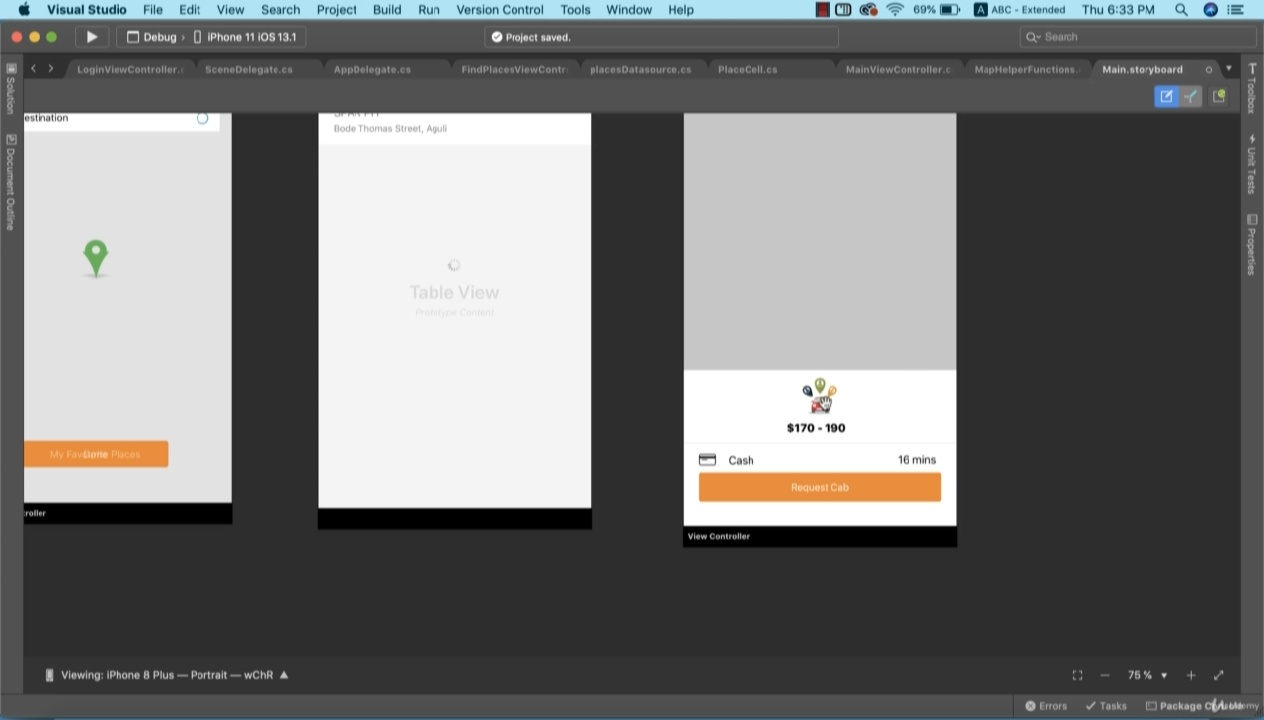 Visual Studio File Edit View Search Project Build Run Version Control Tools Window Help 69% A ABC - Extended Thu 6:33 PM
Debug › iPhone 11 iOS 13.1 Project saved. Search
LoginViewController.c SceneDelegate.cs AppDelegate.cs FindPlacesViewContr placesDatasource.cs PlaceCell.cs MainViewController.c MapHelperFunctions. Main.storyboard
Solution
Document Outline
Toolbox
Unit Tests
Properties
estination
Bode Thomas Street, Aguli
Table View
Prototype Content
$170 - 190
Cash 16 mins
My Fav Places
Request Cab
roller
View Controller
Viewing: iPhone 8 Plus — Portrait — wChR
75 %
Errors Tasks Package